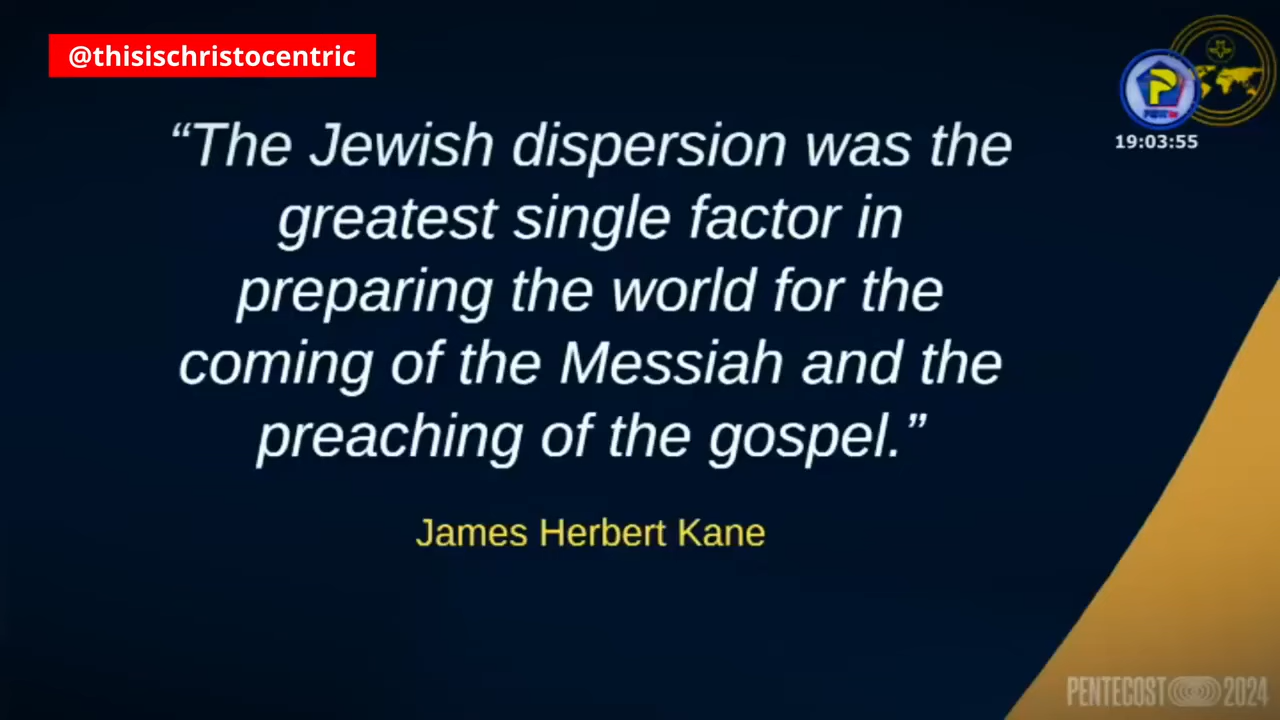 @thisischristocentric
19:03:55
“The Jewish dispersion was the
greatest single factor in
preparing the world for the
coming of the Messiah and the
preaching of the gospel.”
James Herbert Kane
PENTECOST 2024